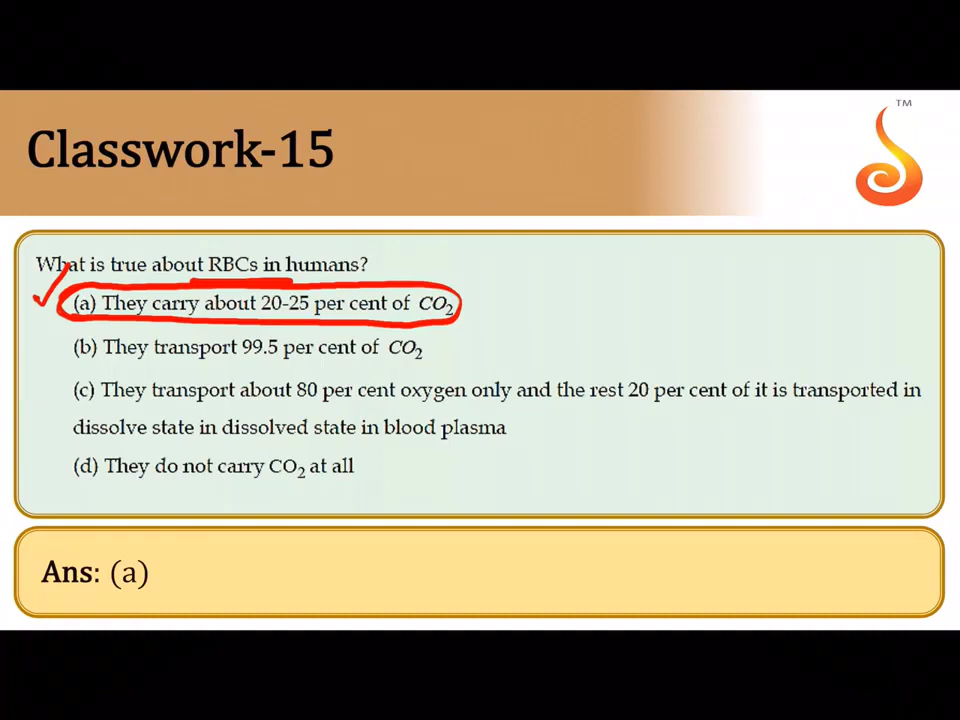 TM
Classwork-15
What is true about RBCs in humans?
(a) They carry about 20-25 per cent of CO2
(b) They transport 99.5 per cent of CO2
(c) They transport about 80 per cent oxygen only and the rest 20 per cent of it is transported in
dissolve state in dissolved state in blood plasma
(d) They do not carry CO2 at all
Ans: (a)